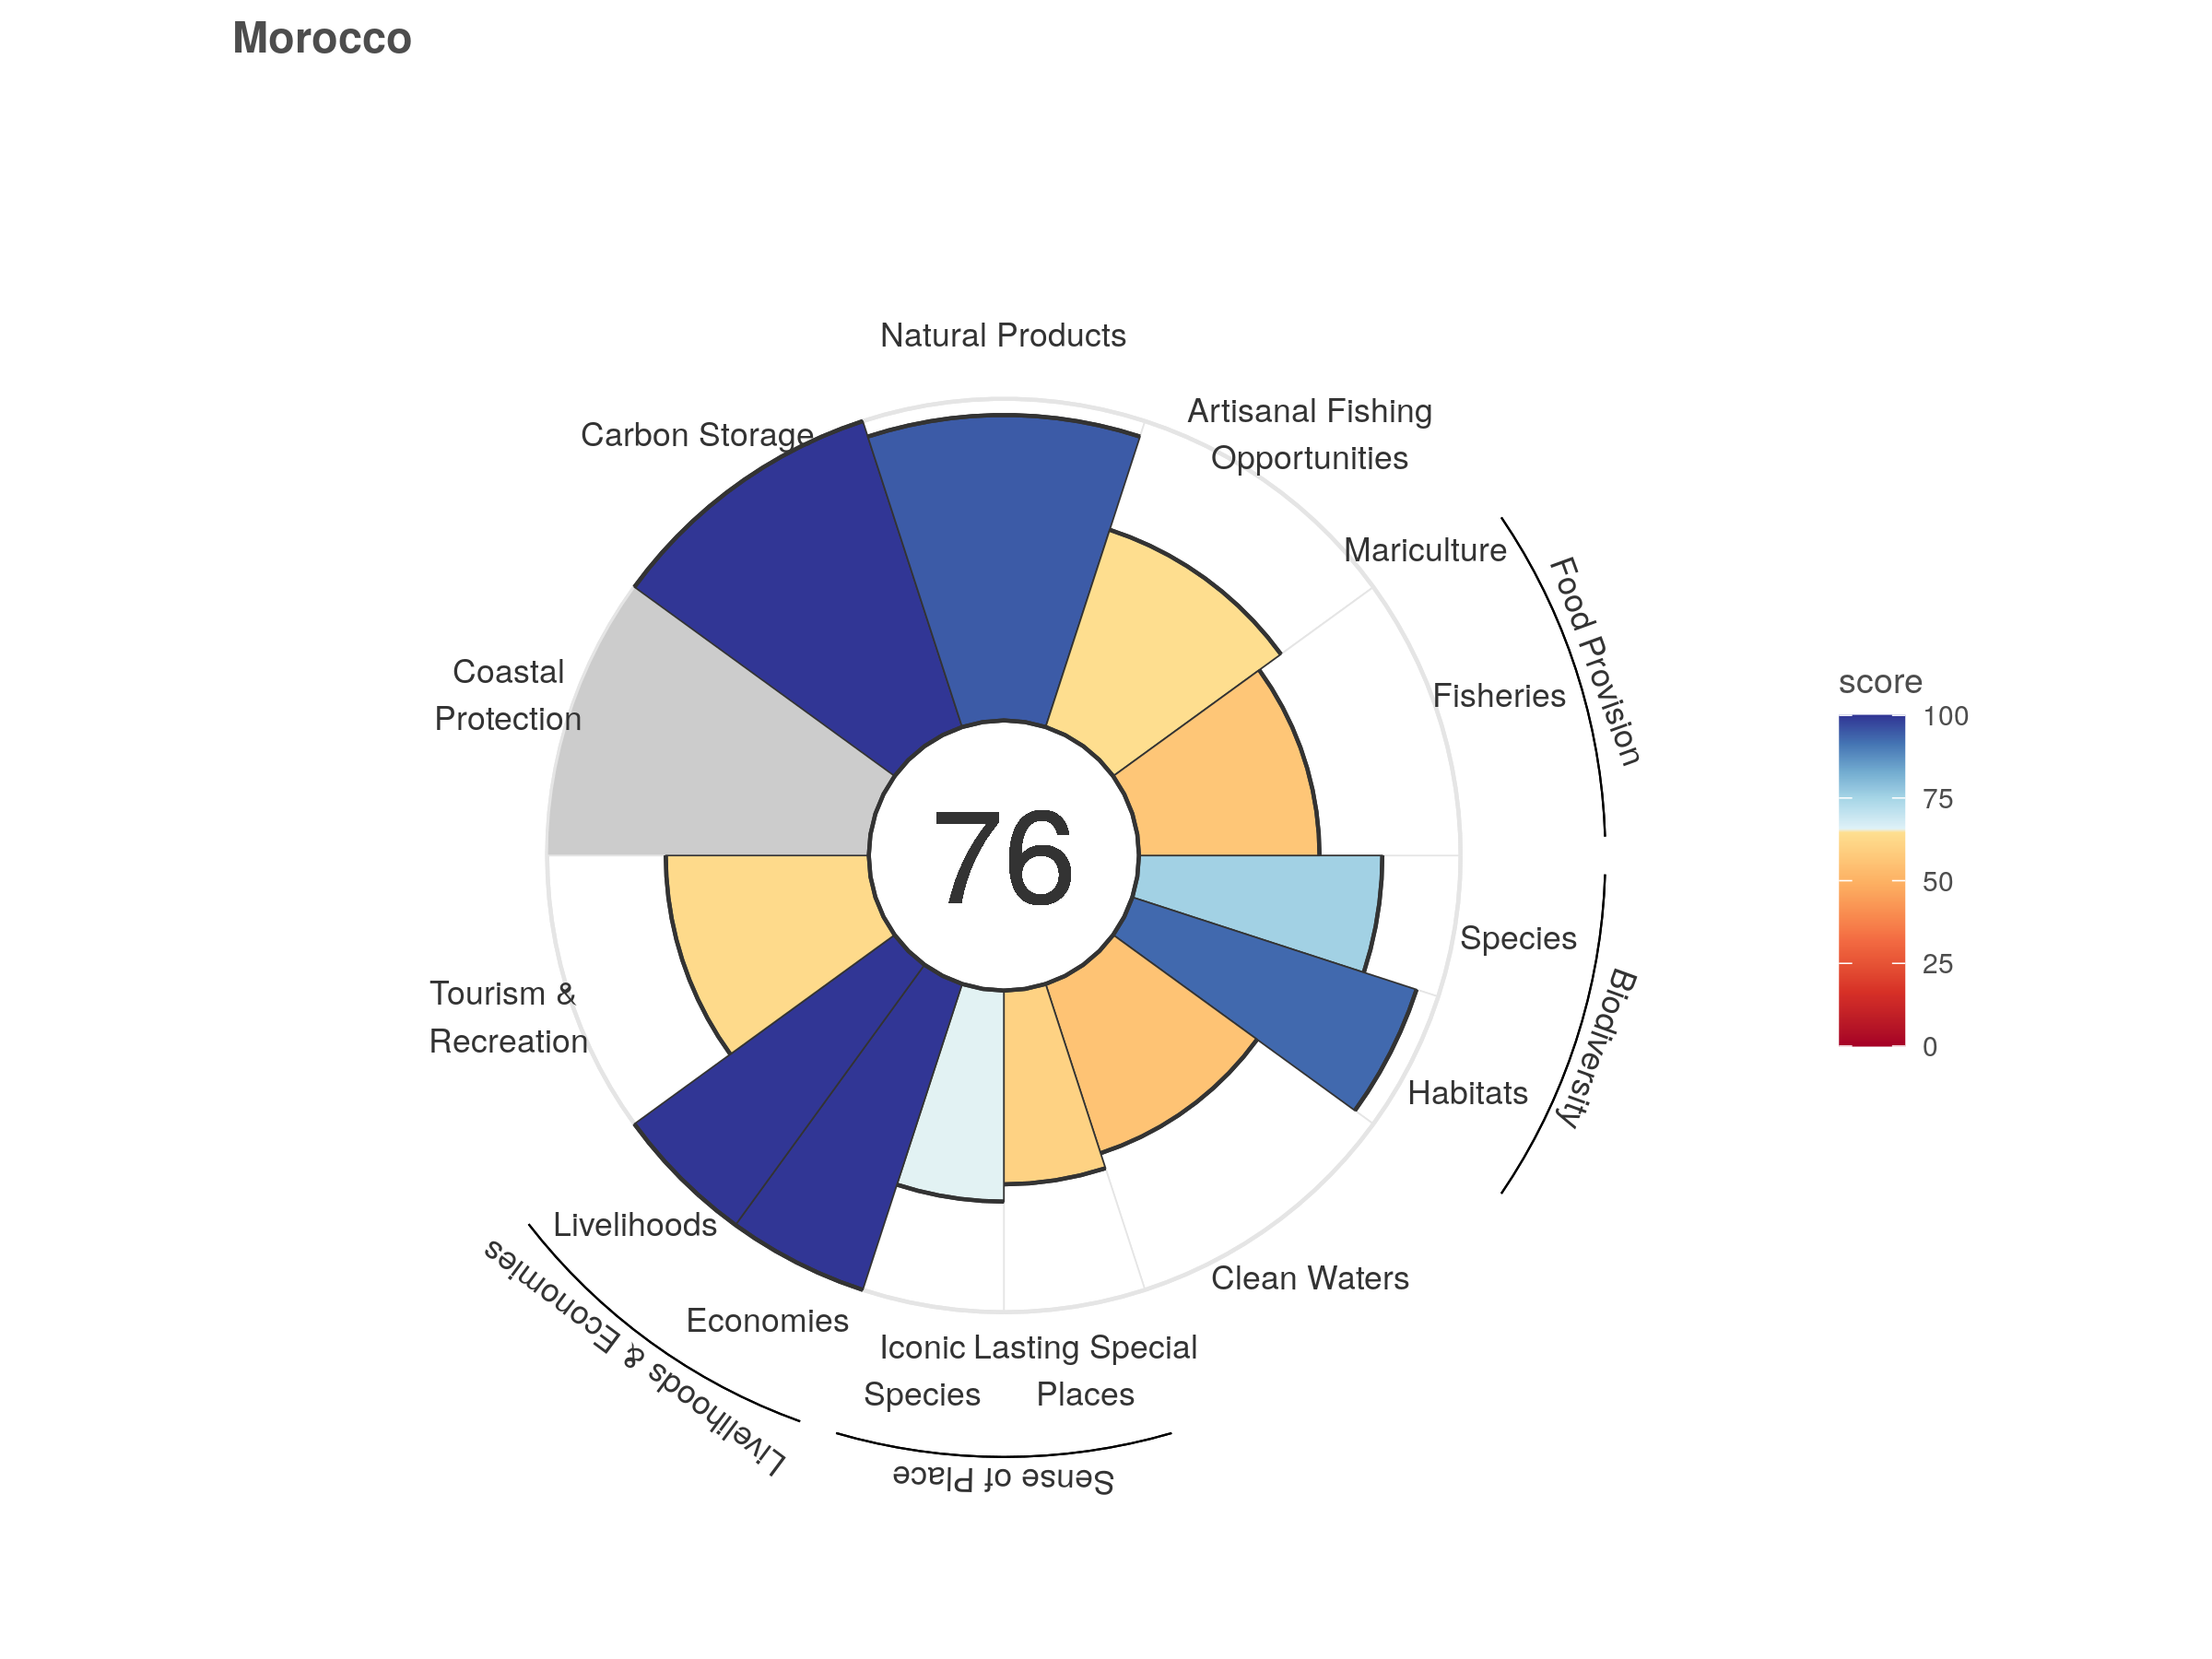 Morocco
Natural Products
Artisanal Fishing
Opportunities
Carbon Storage
Mariculture
Food Provision
Fisheries
Coastal
Protection
76
Species
Biodiversity
Habitats
Tourism &
Recreation
Clean Waters
Livelihoods
Economies
Livelihoods & Economies
Iconic
Species
Lasting Special
Places
Sense of Place
score
100
75
50
25
0